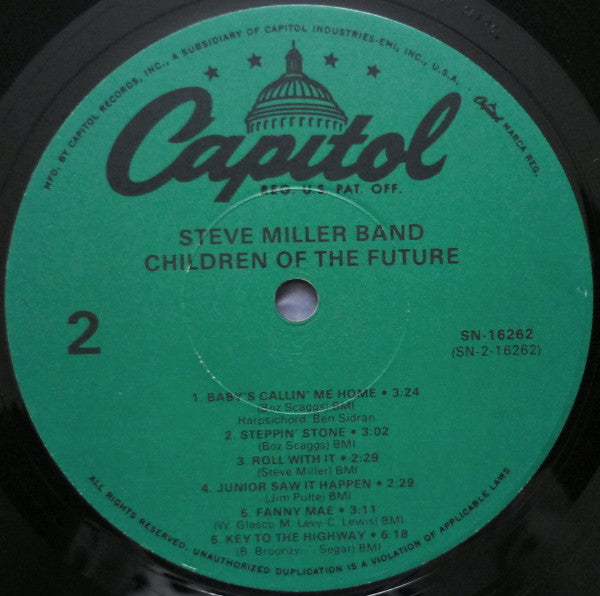 MFD. BY CAPITOL RECORDS, INC., A SUBSIDIARY OF CAPITOL INDUSTRIES-EMI, INC., U.S.A. • Capitol MARCA REG.
Capitol
REG. U.S. PAT. OFF.
STEVE MILLER BAND
CHILDREN OF THE FUTURE
2
SN-16262
(SN-2-16262)
1. BABY'S CALLIN' ME HOME • 3:24
(Boz Scaggs) BMI
Harpsichord: Ben Sidran
2. STEPPIN' STONE • 3:02
(Boz Scaggs) BMI
3. ROLL WITH IT • 2:29
(Steve Miller) BMI
4. JUNIOR SAW IT HAPPEN • 2:29
(Jim Pulte) BMI
5. FANNY MAE • 3:11
(W. Glasco-M. Levy-C. Lewis) BMI
6. KEY TO THE HIGHWAY • 6:18
(B. Broonzy- Segar) BMI
ALL RIGHTS RESERVED. UNAUTHORIZED DUPLICATION IS A VIOLATION OF APPLICABLE LAWS